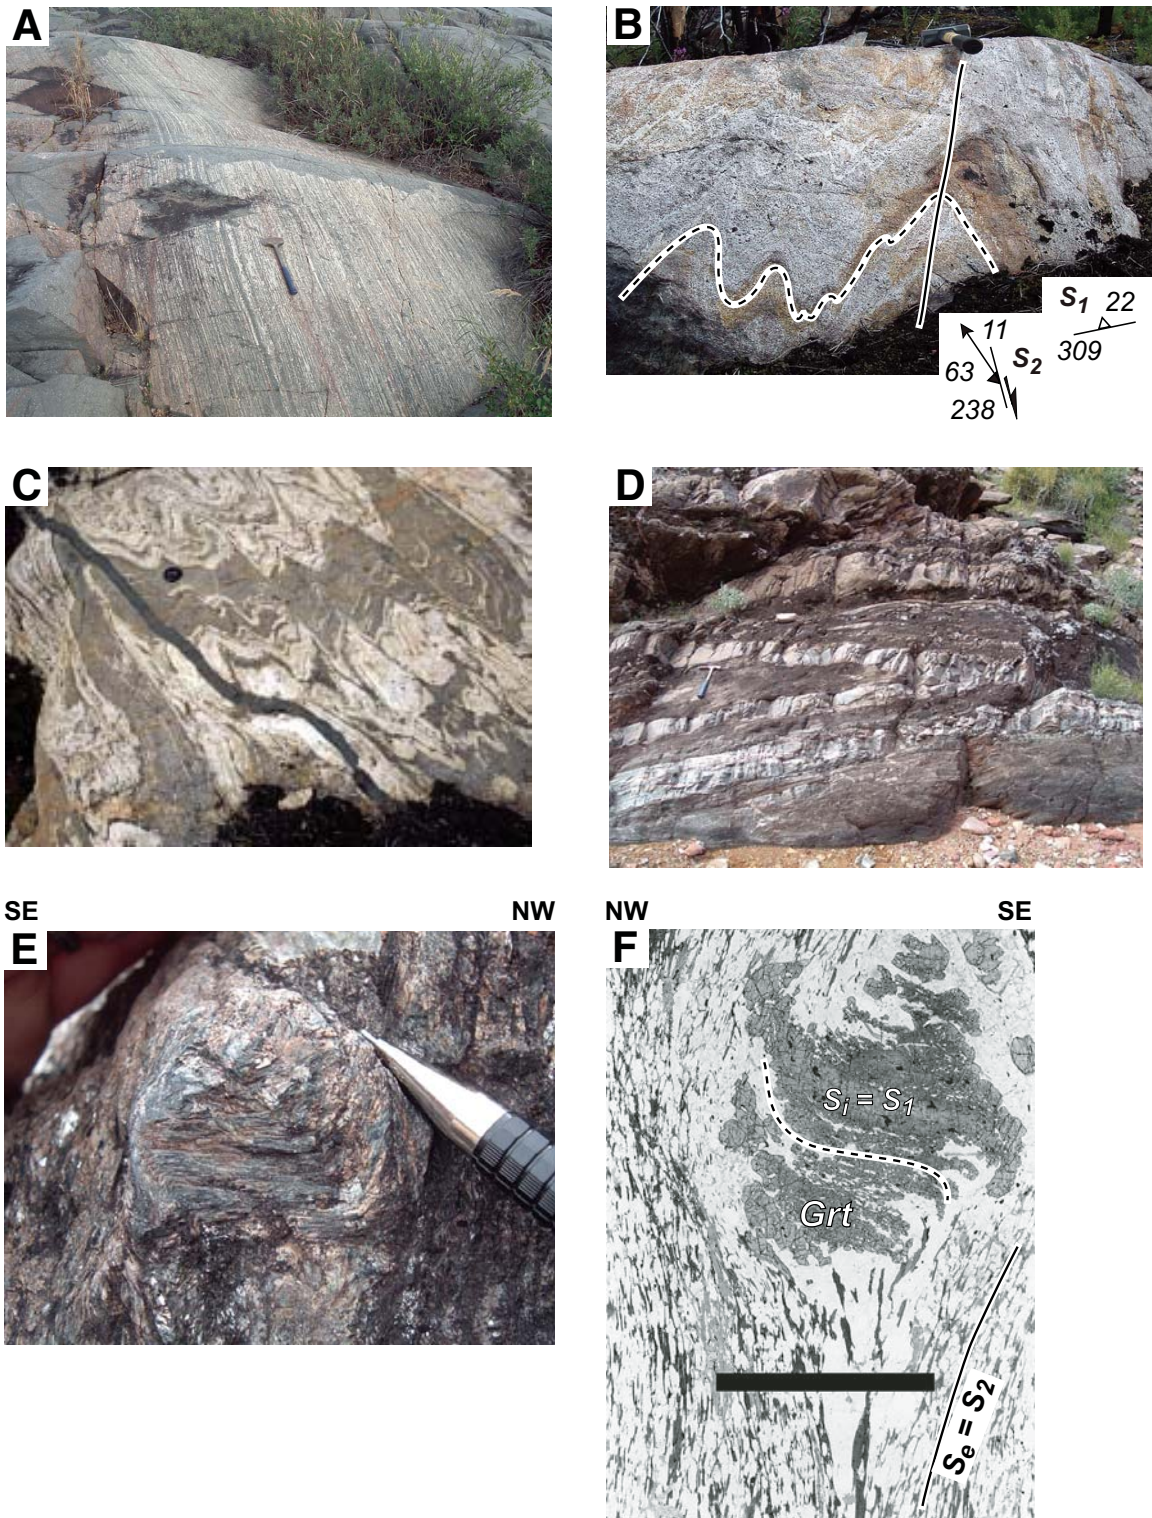 A
B
S1 22
309
11
S2
63
238
C
D
SE NW
NW SE
E
F
Si = S1
Grt
Se = S2